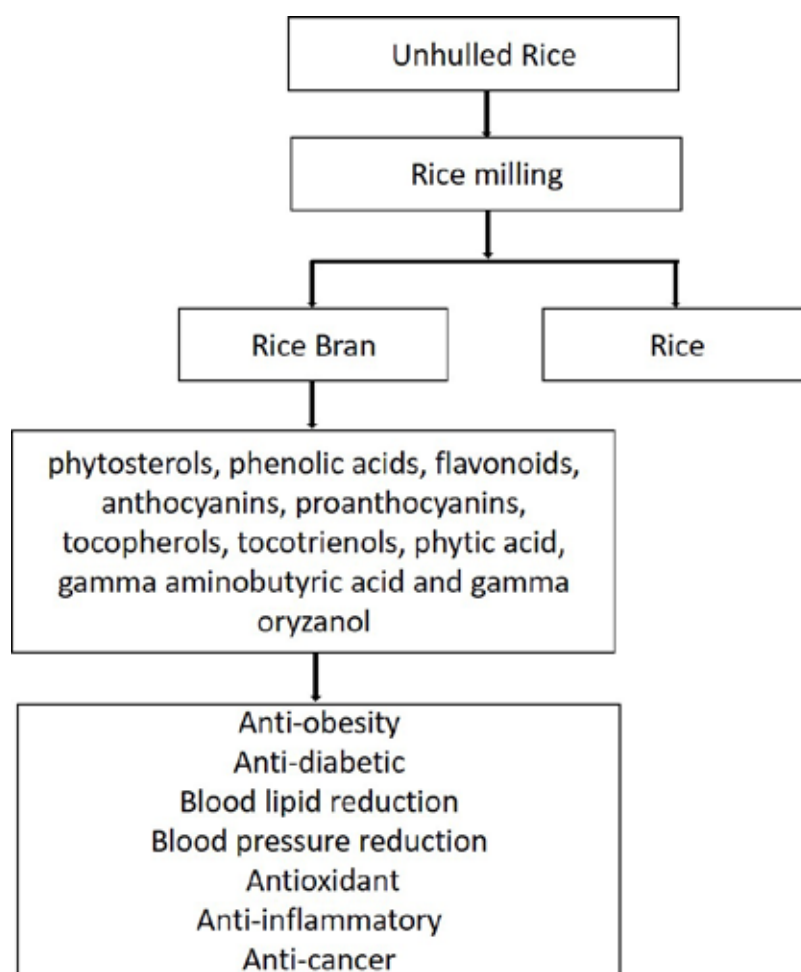 Unhulled Rice
Rice milling
Rice Bran
Rice
phytosterols, phenolic acids, flavonoids,
anthocyanins, proanthocyanins,
tocopherols, tocotrienols, phytic acid,
gamma aminobutyric acid and gamma
oryzanol
Anti-obesity
Anti-diabetic
Blood lipid reduction
Blood pressure reduction
Antioxidant
Anti-inflammatory
Anti-cancer